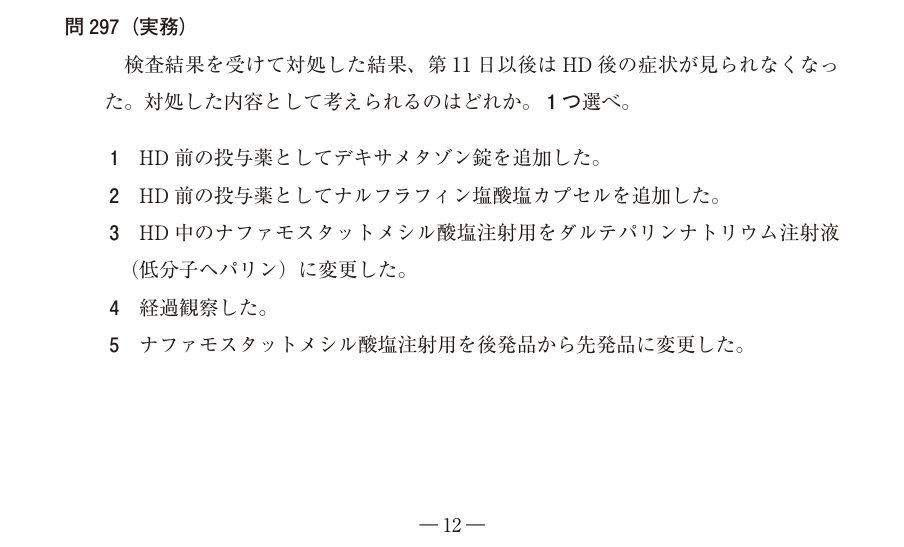 問 297（実務）
検査結果を受けて対処した結果、第 11 日以後は HD 後の症状が見られなくなっ
た。対処した内容として考えられるのはどれか。1つ選べ。
1 HD 前の投与薬としてデキサメタゾン錠を追加した。
2 HD 前の投与薬としてナルフラフィン塩酸塩カプセルを追加した。
3 HD 中のナファモスタットメシル酸塩注射用をダルテパリンナトリウム注射液
（低分子ヘパリン）に変更した。
4 経過観察した。
5 ナファモスタットメシル酸塩注射用を後発品から先発品に変更した。
— 12 —